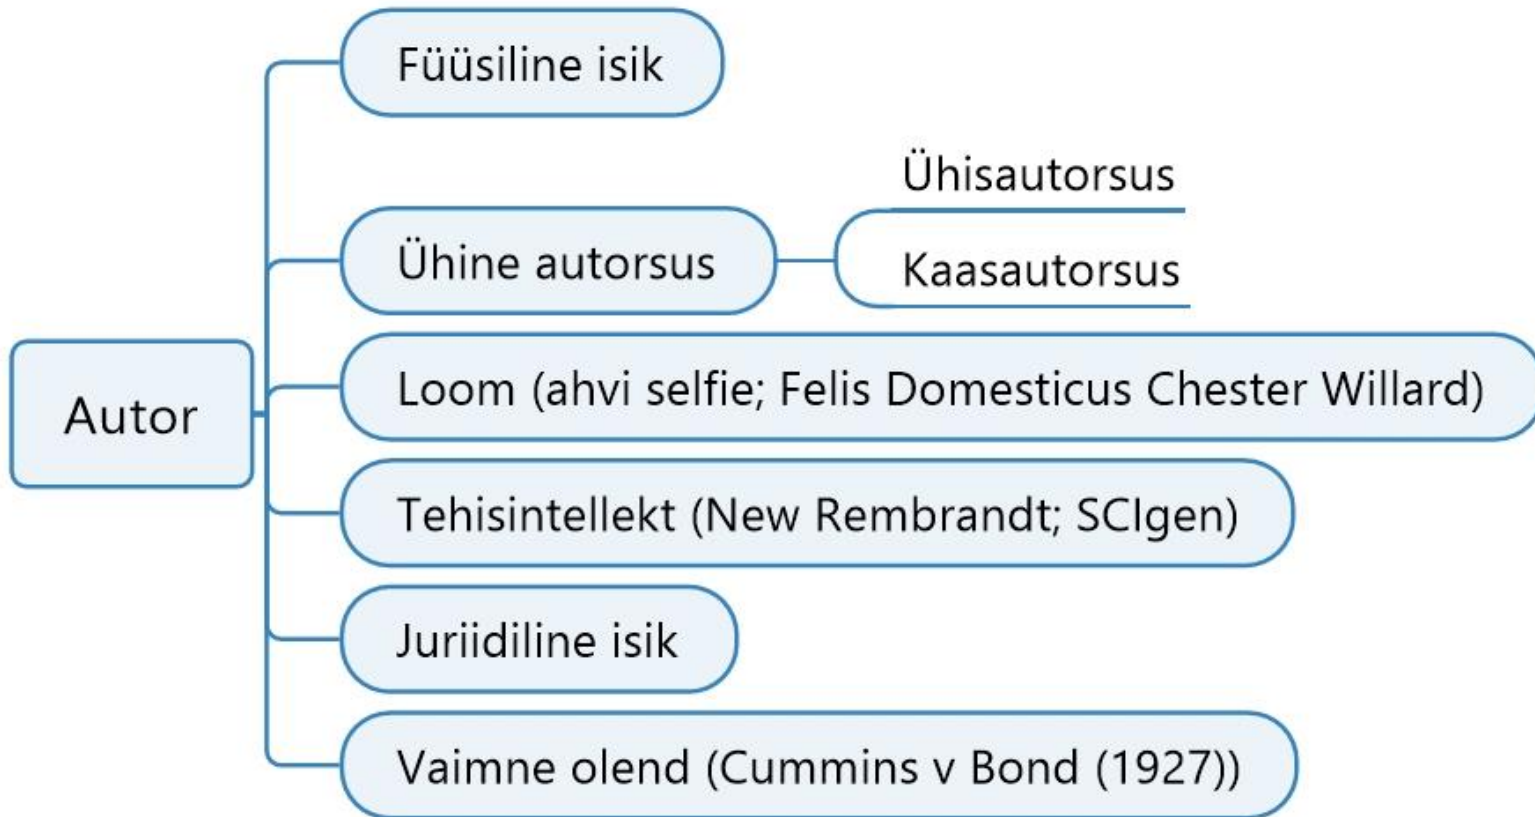 Füüsiline isik
Ühisautorsus
Ühine autorsus
Kaasautorsus
Autor
Loom (ahvi selfie; Felis Domesticus Chester Willard)
Tehisintellekt (New Rembrandt; SCIgen)
Juriidiline isik
Vaimne olend (Cummins v Bond (1927))